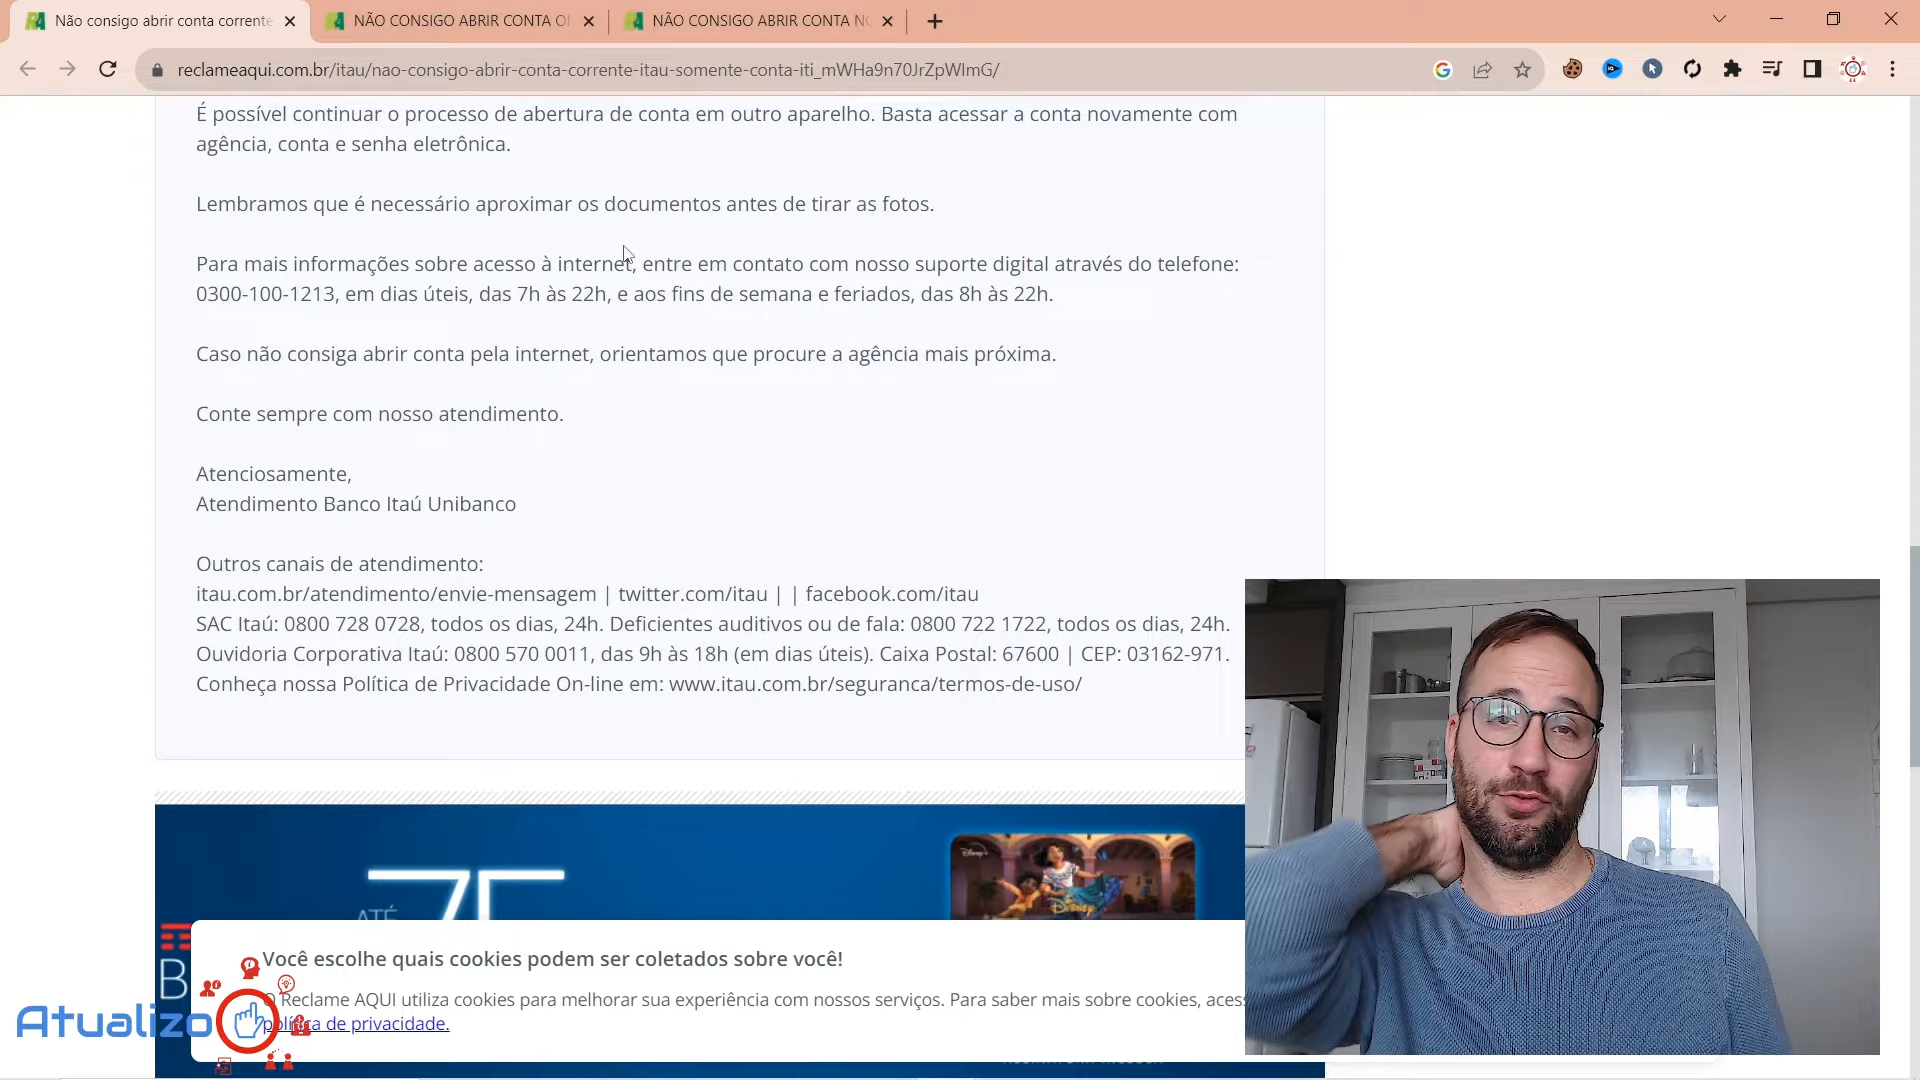 Não consigo abrir conta corrente
NÃO CONSIGO ABRIR CONTA O
NÃO CONSIGO ABRIR CONTA N
reclameaqui.com.br/itau/nao-consigo-abrir-conta-corrente-itau-somente-conta-iti_mWHa9n70JrZpWImG/
É possível continuar o processo de abertura de conta em outro aparelho. Basta acessar a conta novamente com
agência, conta e senha eletrônica.
Lembramos que é necessário aproximar os documentos antes de tirar as fotos.
Para mais informações sobre acesso à internet, entre em contato com nosso suporte digital através do telefone:
0300-100-1213, em dias úteis, das 7h às 22h, e aos fins de semana e feriados, das 8h às 22h.
Caso não consiga abrir conta pela internet, orientamos que procure a agência mais próxima.
Conte sempre com nosso atendimento.
Atenciosamente,
Atendimento Banco Itaú Unibanco
Outros canais de atendimento:
itau.com.br/atendimento/envie-mensagem | twitter.com/itau | | facebook.com/itau
SAC Itaú: 0800 728 0728, todos os dias, 24h. Deficientes auditivos ou de fala: 0800 722 1722, todos os dias, 24h.
Ouvidoria Corporativa Itaú: 0800 570 0011, das 9h às 18h (em dias úteis). Caixa Postal: 67600 | CEP: 03162-971.
Conheça nossa Política de Privacidade On-line em: www.itau.com.br/seguranca/termos-de-uso/
ATÉ
Disney+
Disney
B
Você escolhe quais cookies podem ser coletados sobre você!
O Reclame AQUI utiliza cookies para melhorar sua experiência com nossos serviços. Para saber mais sobre cookies, acess
política de privacidade.
Atualizo